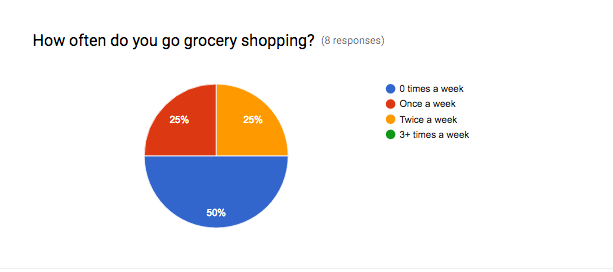 How often do you go grocery shopping? (8 responses)
0 times a week
Once a week
Twice a week
3+ times a week
25%
25%
50%